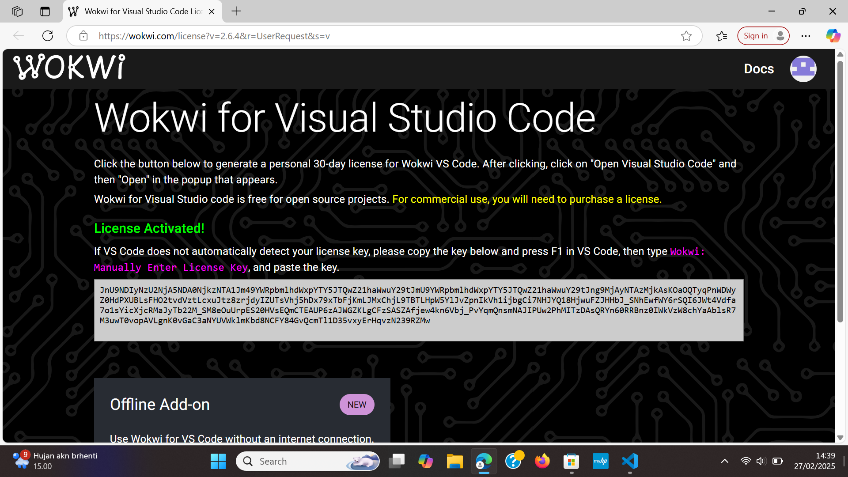 Wokwi for Visual Studio Code Lice
https://wokwi.com/license?v=2.6.4&r=UserRequest&s=v
Sign in
WOKWi
Docs
Wokwi for Visual Studio Code
Click the button below to generate a personal 30-day license for Wokwi VS Code. After clicking, click on "Open Visual Studio Code" and
then "Open" in the popup that appears.
Wokwi for Visual Studio code is free for open source projects. For commercial use, you will need to purchase a license.
License Activated!
If VS Code does not automatically detect your license key, please copy the key below and press F1 in VS Code, then type Wokwi:
Manually Enter License Key, and paste the key.
Offline Add-on
NEW
Use Wokwi for VS Code without an internet connection.
9
Hujan akn brhenti
15.00
Search
14:39
27/02/2025